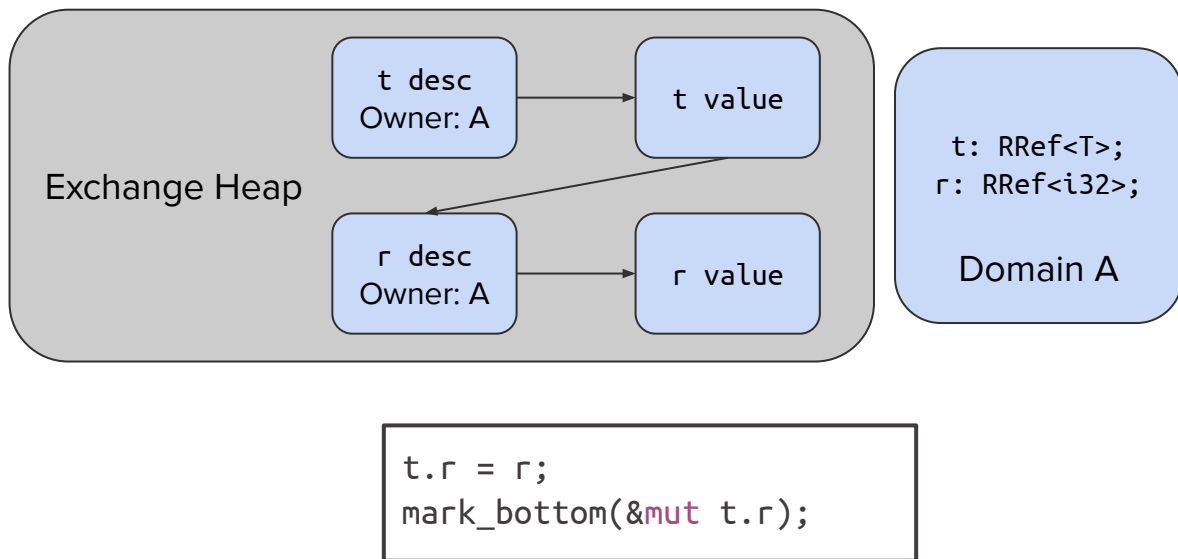 t desc
Owner: A
t value
Exchange Heap
r desc
Owner: A
r value
t: RRef<T>;
r: RRef<i32>;
Domain A
t.r = r;
mark_bottom(&mut t.r);